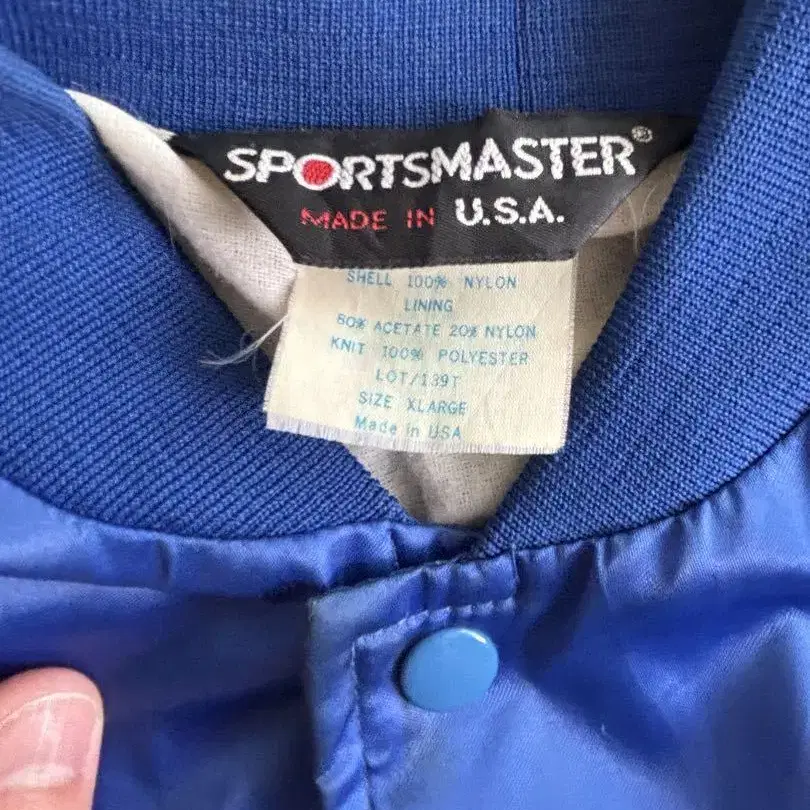 SPORTSMASTER®
MADE IN U.S.A.
SHELL 100% NYLON
LINING
80% ACETATE 20% NYLON
KNIT 100% POLYESTER
LOT/139T
SIZE XLARGE
Made in USA